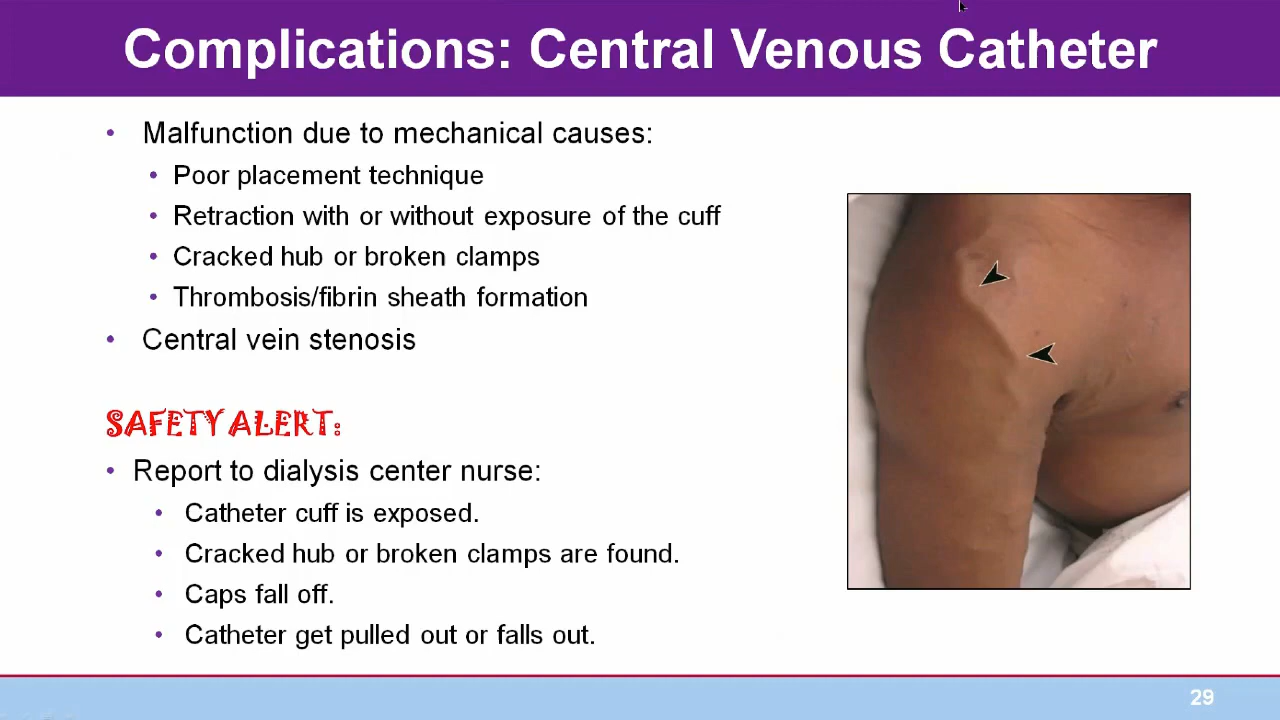 Complications: Central Venous Catheter
• Malfunction due to mechanical causes:
• Poor placement technique
• Retraction with or without exposure of the cuff
• Cracked hub or broken clamps
• Thrombosis/fibrin sheath formation
• Central vein stenosis
SAFETY ALERT:
• Report to dialysis center nurse:
• Catheter cuff is exposed.
• Cracked hub or broken clamps are found.
• Caps fall off.
• Catheter get pulled out or falls out.
29